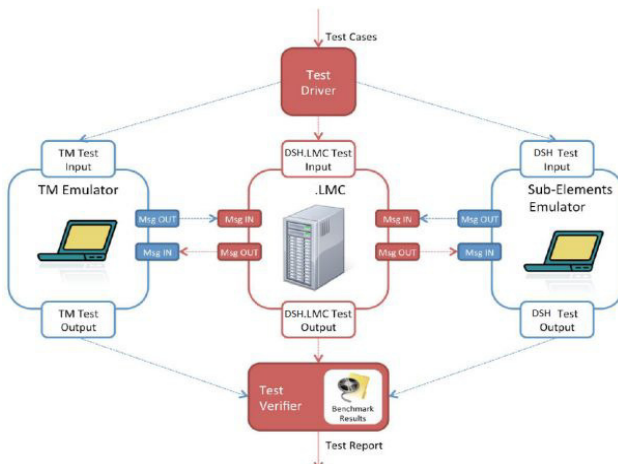 Test Cases
Test
Driver
TM Test
Input
DSH.LMC Test
Input
DSH Test
Input
TM Emulator
.LMC
Sub-Elements
Emulator
Msg OUT
Msg IN
Msg IN
Msg OUT
Msg IN
Msg OUT
Msg OUT
Msg IN
TM Test
Output
DSH.LMC Test
Output
DSH Test
Output
Test
Verifier
Benchmark
Results
Test Report